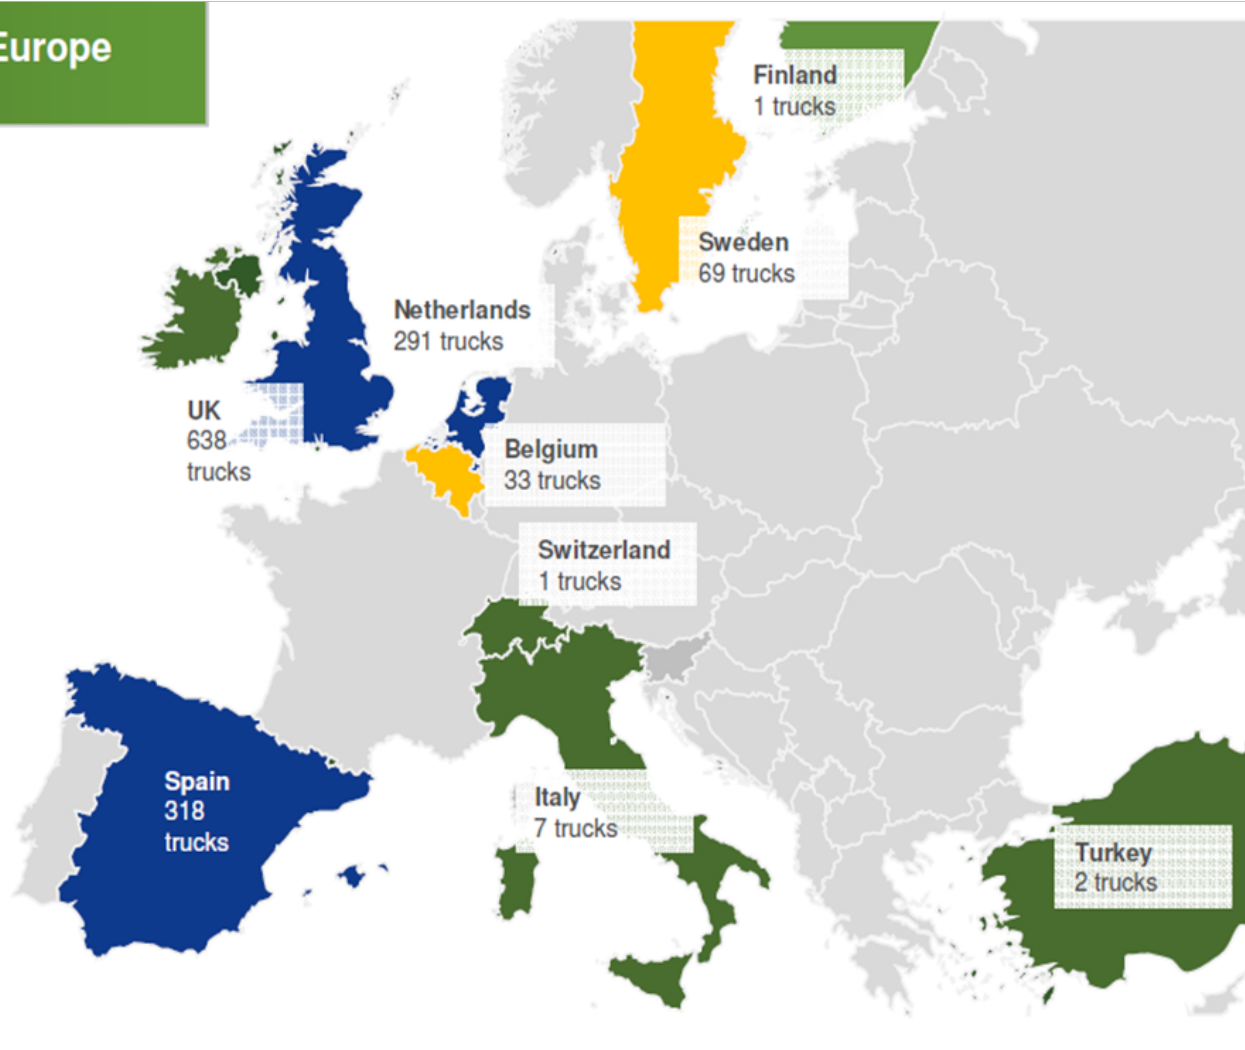 Europe
Finland
1 trucks
Sweden
69 trucks
Netherlands
291 trucks
UK
638
trucks
Belgium
33 trucks
Switzerland
1 trucks
Spain
318
trucks
Italy
7 trucks
Turkey
2 trucks